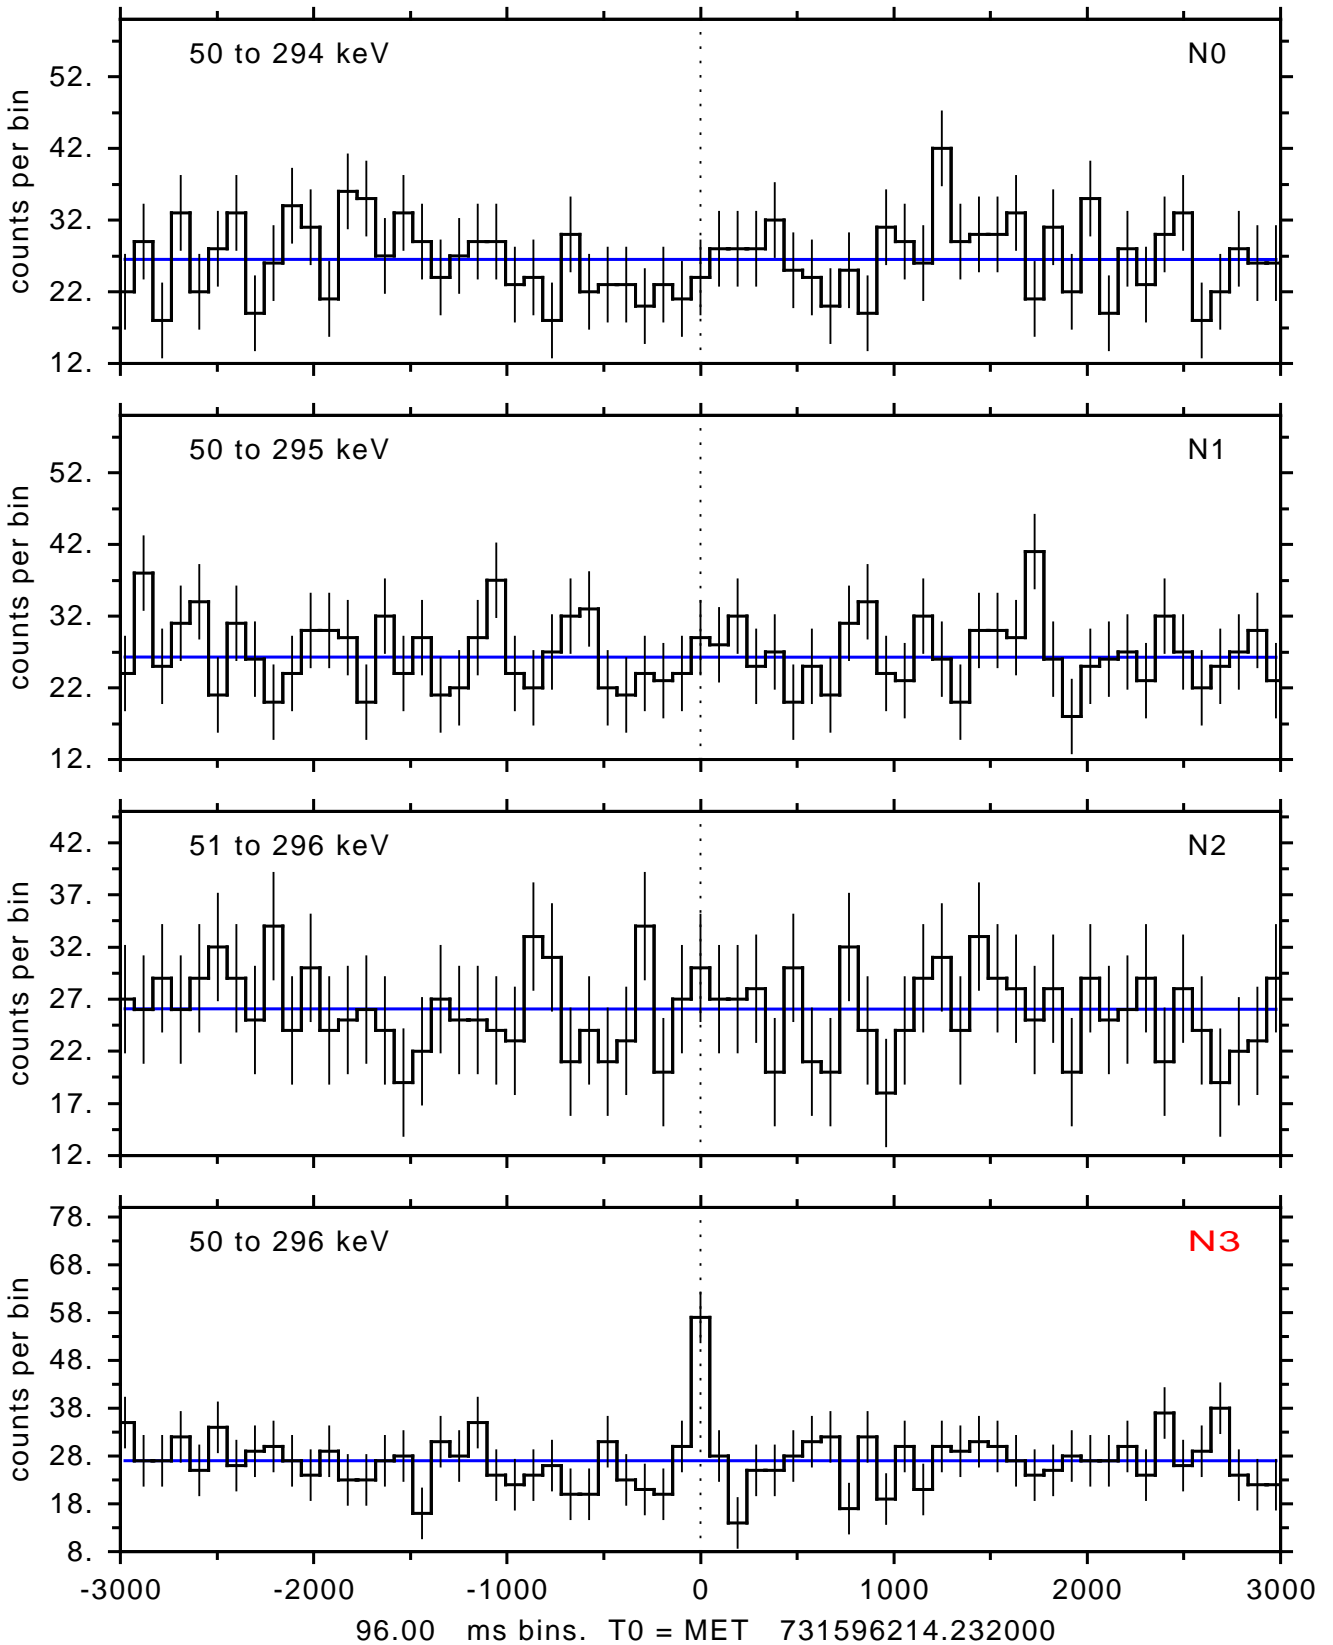 50 to 294 keV N0
52.
42.
32.
22.
12.
counts per bin
50 to 295 keV N1
52.
42.
32.
22.
12.
counts per bin
51 to 296 keV N2
42.
37.
32.
27.
22.
17.
12.
counts per bin
50 to 296 keV N3
78.
68.
58.
48.
38.
28.
18.
8.
counts per bin
-3000 -2000 -1000 0 1000 2000 3000
96.00 ms bins. T0 = MET 731596214.232000